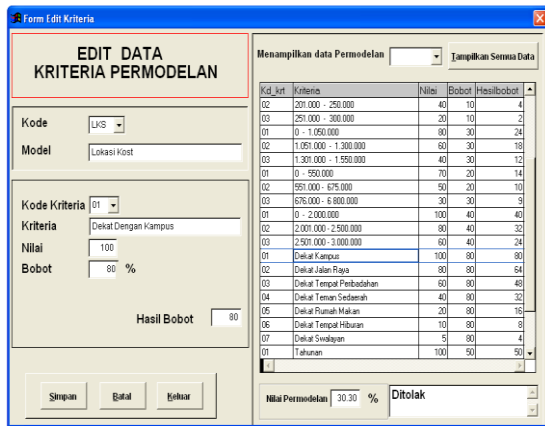 Form Edit Kriteria
EDIT DATA
KRITERIA PERMODELAN
Kode LKS
Model Lokasi Kost
Kode Kriteria 01
Kriteria Dekat Dengan Kampus
Nilai 100
Bobot 80 %
Hasil Bobot 80
Simpan Batal Keluar
Menampilkan data Permodelan Tampilkan Semua Data
Kd_krt Kriteria Nilai Bobot Hasilbobot
02 201.000 - 250.000 40 10 4
03 251.000 - 300.000 20 10 2
01 0 - 1.050.000 80 30 24
02 1.051.000 - 1.300.000 60 30 18
03 1.301.000 - 1.550.000 40 30 12
01 0 - 550.000 70 20 14
02 551.000 - 675.000 50 20 10
03 676.000 - 6 800.000 30 30 9
01 0 - 2.000.000 100 40 40
02 2.001.000 - 2.500.000 80 40 32
03 2.501.000 - 3.000.000 60 40 24
01 Dekat Kampus 100 80 80
02 Dekat Jalan Raya 80 80 64
03 Dekat Tempat Peribadahan 60 80 48
04 Dekat Teman Sedaerah 40 80 32
05 Dekat Rumah Makan 20 80 16
06 Dekat Tempat Hiburan 10 80 8
07 Dekat Swalayan 5 80 4
01 Tahunan 100 50 50
Nilai Permodelan 30.30 % Ditolak